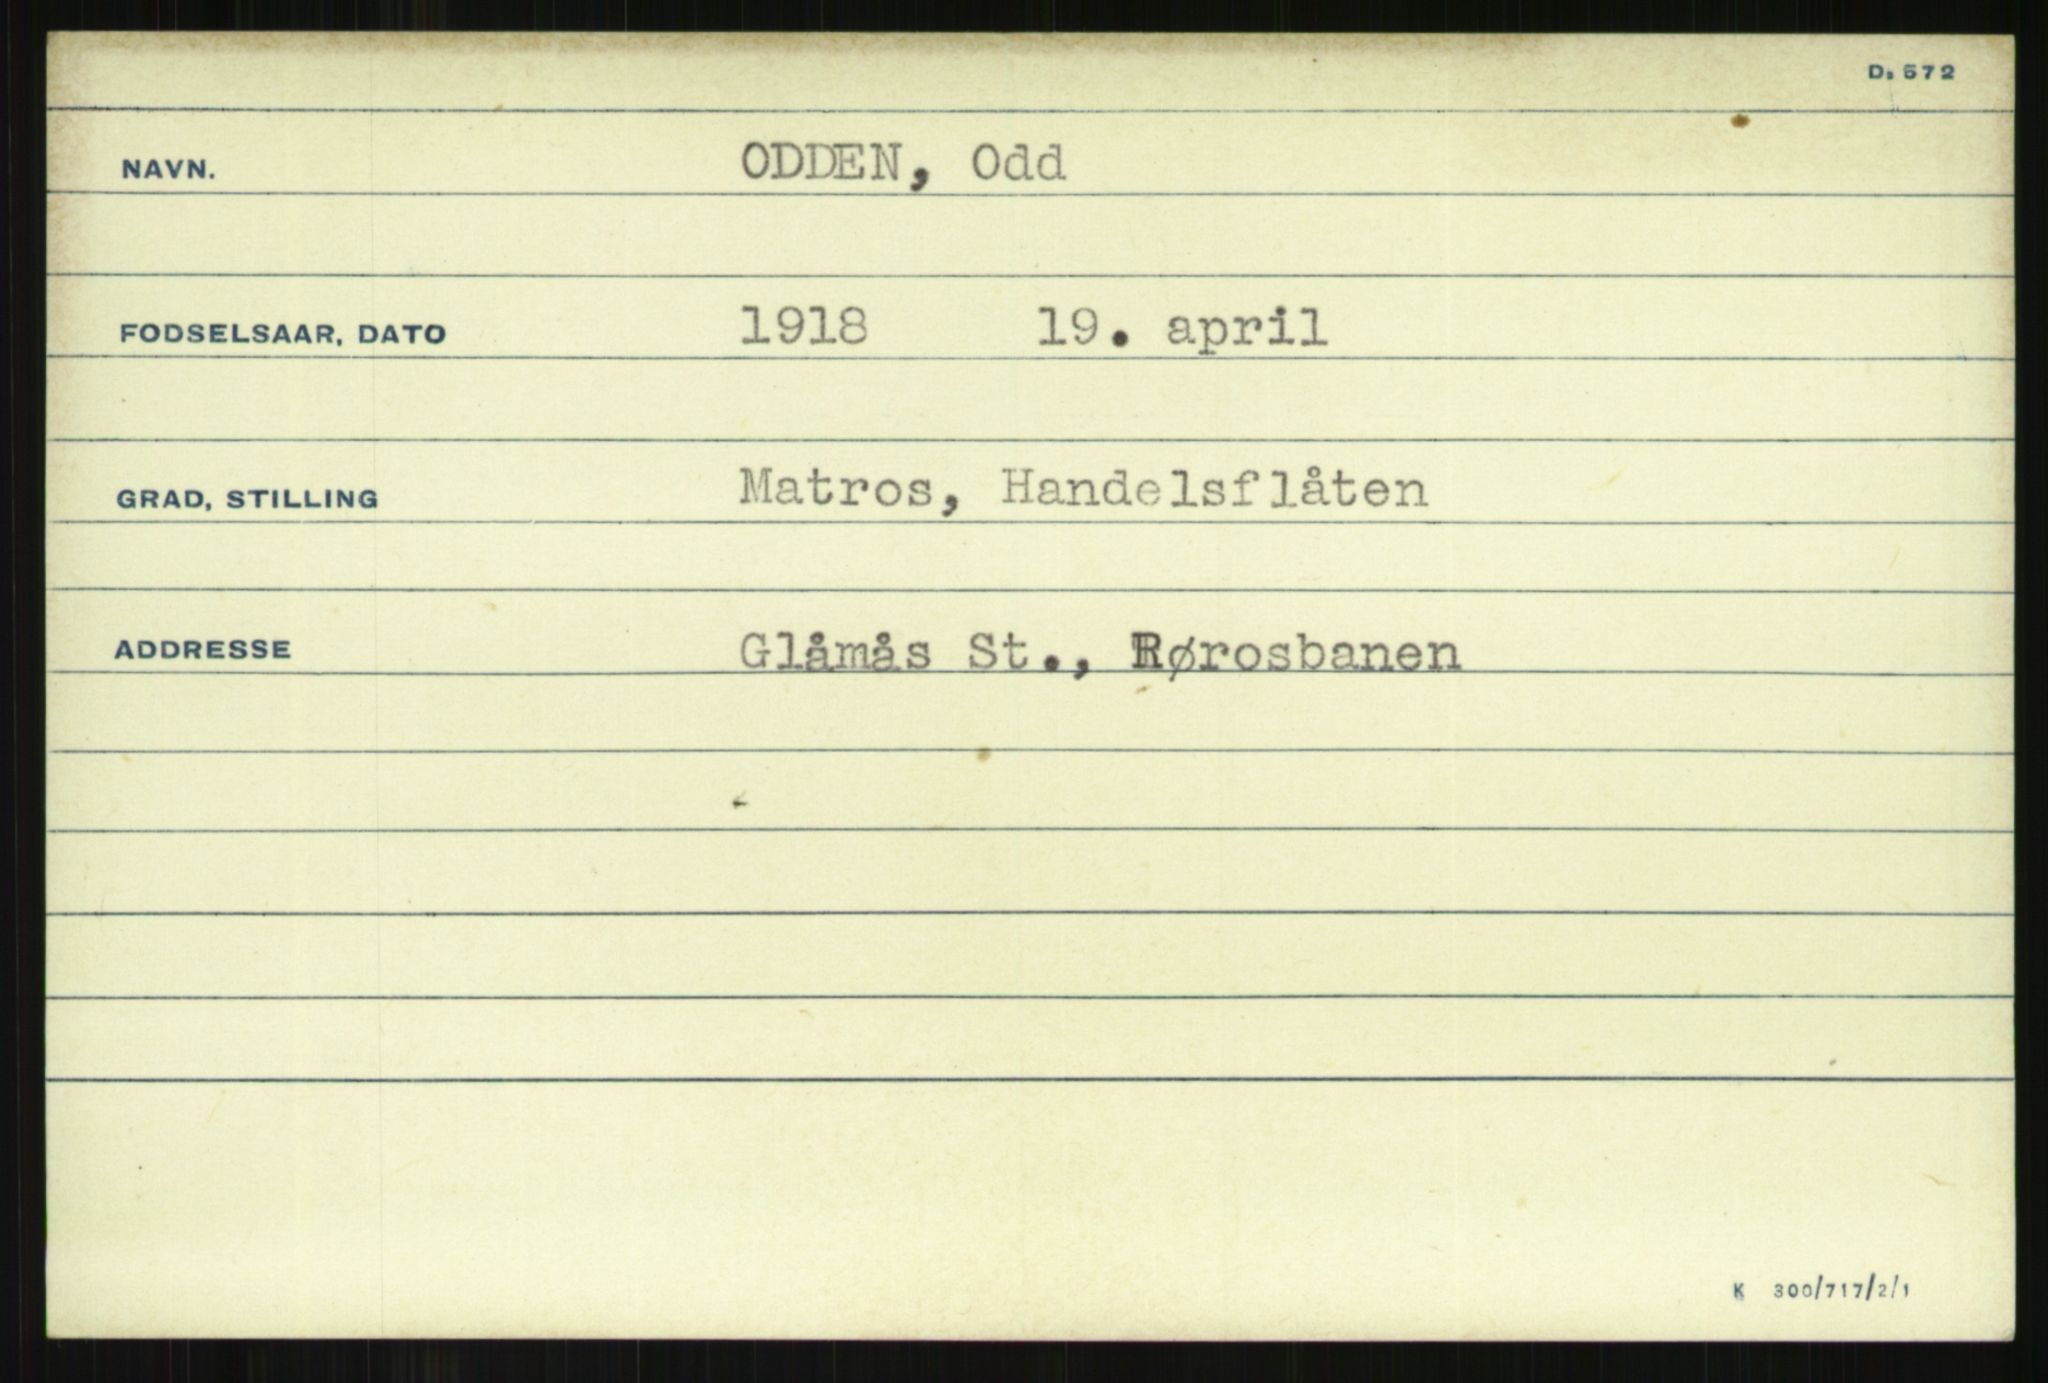 D. 572
NAVN. ODDEN, Odd
FODSELSAAR, DATO 1918 19. april
GRAD, STILLING Matros, Handelsflåten
ADDRESSE Glåmås St., Rørosbanen
K 300/717/2/1